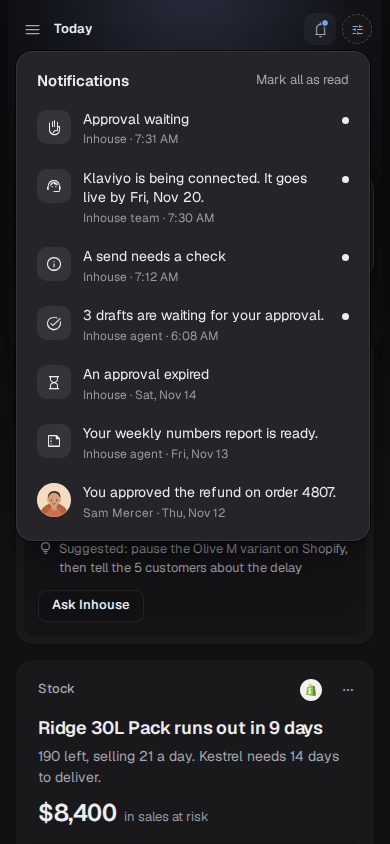 Today
Notifications
Mark all as read
Approval waiting
Inhouse · 7:31 AM
Klaviyo is being connected. It goes
live by Fri, Nov 20.
Inhouse team · 7:30 AM
A send needs a check
Inhouse · 7:12 AM
3 drafts are waiting for your approval.
Inhouse agent · 6:08 AM
An approval expired
Inhouse · Sat, Nov 14
Your weekly numbers report is ready.
Inhouse agent · Fri, Nov 13
You approved the refund on order 4807.
Sam Mercer · Thu, Nov 12
Suggested: pause the Olive M variant on Shopify,
then tell the 5 customers about the delay
Ask Inhouse
Stock
Ridge 30L Pack runs out in 9 days
190 left, selling 21 a day. Kestrel needs 14 days
to deliver.
$8,400 in sales at risk